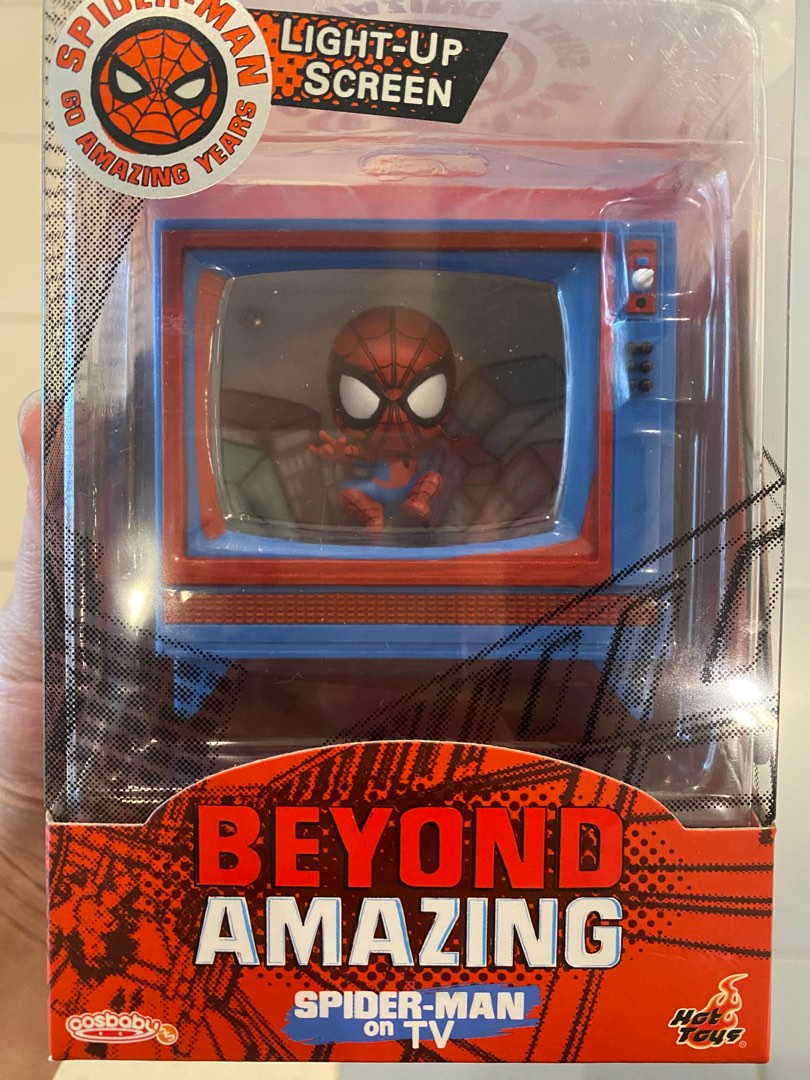 SPIDER-MAN
60 AMAZING YEARS
LIGHT-UP
SCREEN
BEYOND
AMAZING
SPIDER-MAN
on TV
cosbaby
Hot
Toys®